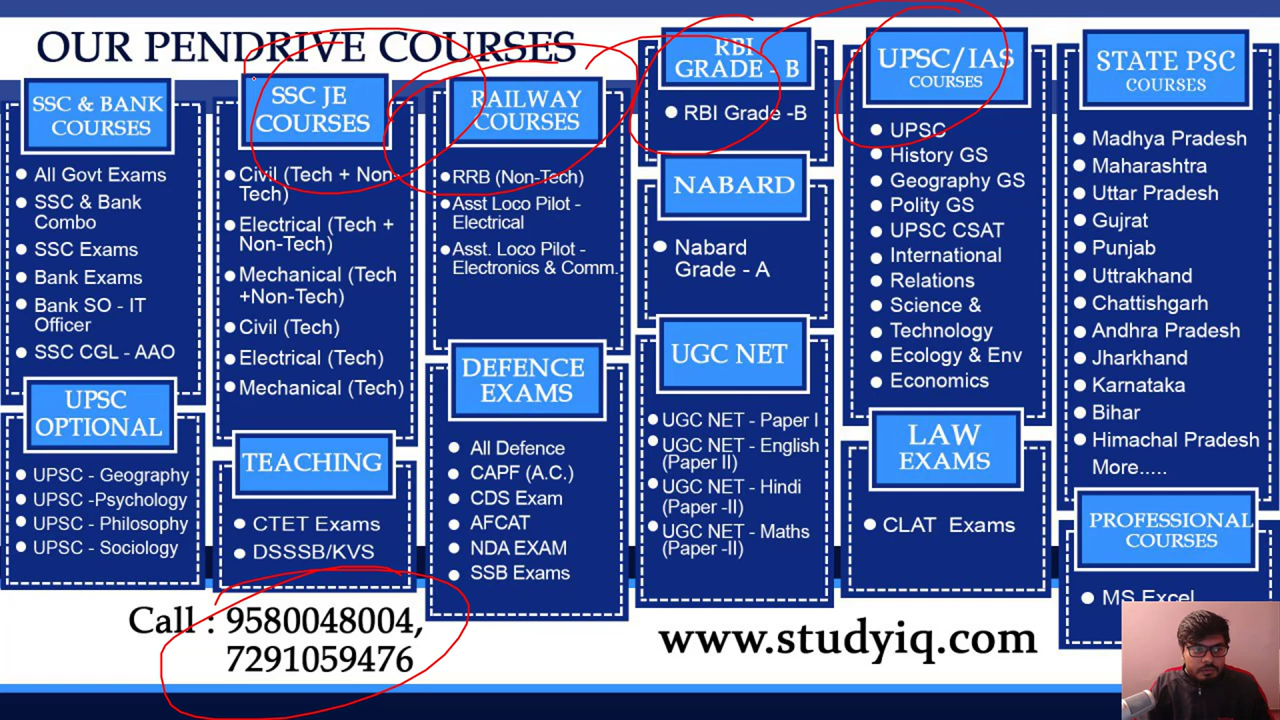 OUR PENDRIVE COURSES
SSC & BANK
COURSES
All Govt Exams
SSC & Bank
Combo
SSC Exams
Bank Exams
Bank SO - IT
Officer
SSC CGL - AAO
UPSC
OPTIONAL
UPSC - Geography
UPSC -Psychology
UPSC - Philosophy
UPSC - Sociology
SSC JE
COURSES
Civil (Tech + Non-
Tech)
Electrical (Tech +
Non-Tech)
Mechanical (Tech
+Non-Tech)
Civil (Tech)
Electrical (Tech)
Mechanical (Tech)
TEACHING
CTET Exams
DSSSB/KVS
RAILWAY
COURSES
RRB (Non-Tech)
Asst Loco Pilot -
Electrical
Asst. Loco Pilot -
Electronics & Comm.
DEFENCE
EXAMS
All Defence
CAPF (A.C.)
CDS Exam
AFCAT
NDA EXAM
SSB Exams
RBI
GRADE - B
RBI Grade -B
NABARD
Nabard
Grade - A
UGC NET
UGC NET - Paper I
UGC NET - English
(Paper II)
UGC NET - Hindi
(Paper -II)
UGC NET - Maths
(Paper -II)
UPSC/IAS
COURSES
UPSC
History GS
Geography GS
Polity GS
UPSC CSAT
International
Relations
Science &
Technology
Ecology & Env
Economics
LAW
EXAMS
CLAT Exams
STATE PSC
COURSES
Madhya Pradesh
Maharashtra
Uttar Pradesh
Gujrat
Punjab
Uttrakhand
Chattishgarh
Andhra Pradesh
Jharkhand
Karnataka
Bihar
Himachal Pradesh
More.....
PROFESSIONAL
COURSES
MS Excel
Call : 9580048004,
7291059476
www.studyiq.com